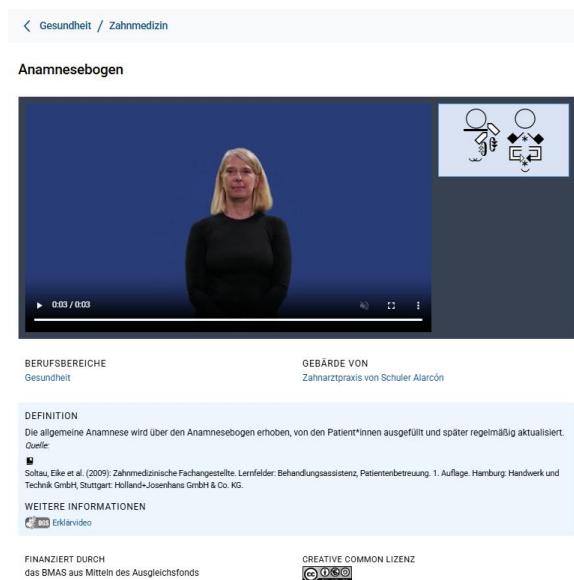 Gesundheit / Zahnmedizin
Anamnesebogen
0:03 / 0:03
BERUFSBEREICHE
Gesundheit
GEBÄRDE VON
Zahnarztpraxis von Schuler Alarcón
DEFINITION
Die allgemeine Anamnese wird über den Anamnesebogen erhoben, von den Patient*innen ausgefüllt und später regelmäßig aktualisiert.
Quelle:
Soltau, Eike et al. (2009): Zahnmedizinische Fachangestellte. Lernfelder: Behandlungsassistenz, Patientenbetreuung. 1. Auflage. Hamburg: Handwerk und
Technik GmbH, Stuttgart: Holland+Josenhans GmbH & Co. KG.
WEITERE INFORMATIONEN
DGS Erklärvideo
FINANZIERT DURCH
das BMAS aus Mitteln des Ausgleichsfonds
CREATIVE COMMON LIZENZ
cc